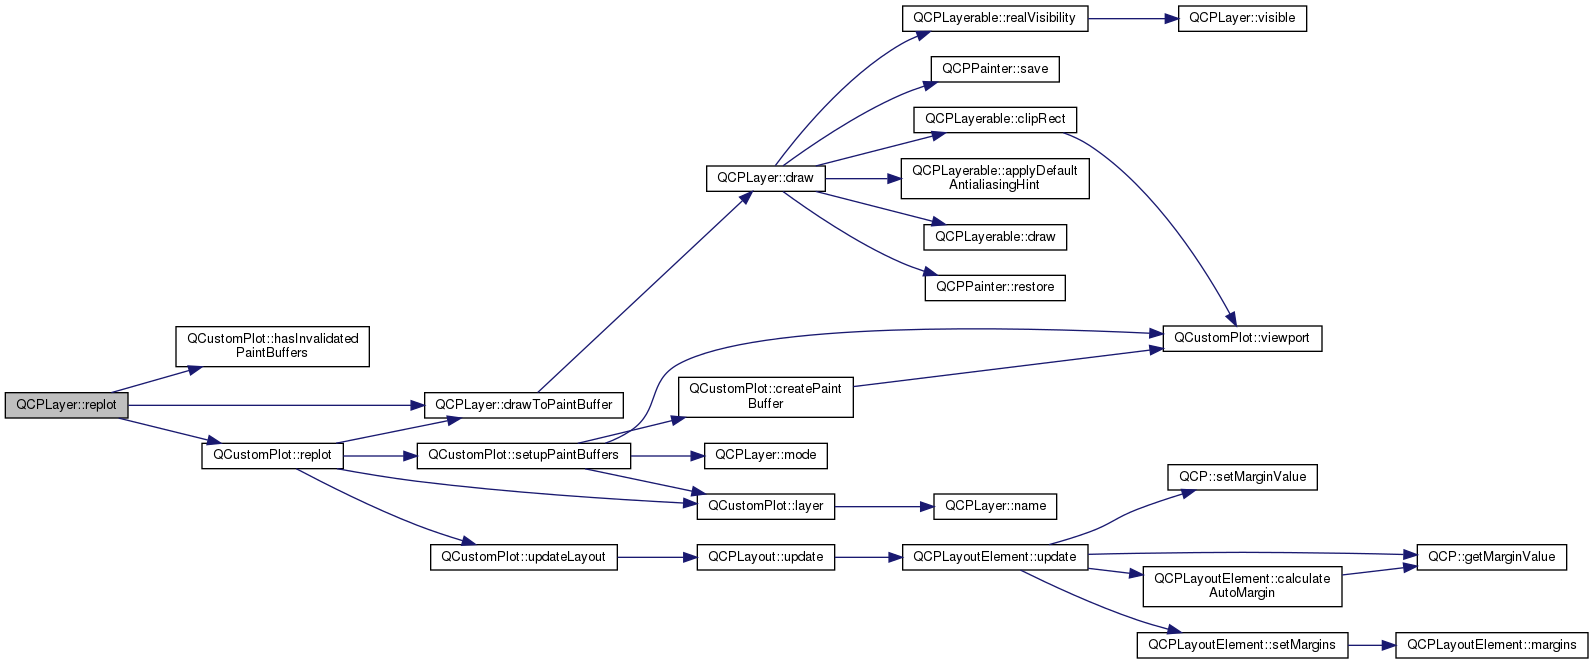 QCPLayerable::realVisibility
QCPLayer::visible
QCPPainter::save
QCPLayerable::clipRect
QCPLayer::draw
QCPLayerable::applyDefault
AntialiasingHint
QCPLayerable::draw
QCPPainter::restore
QCustomPlot::hasInvalidated
PaintBuffers
QCustomPlot::viewport
QCPLayer::replot
QCPLayer::drawToPaintBuffer
QCustomPlot::createPaint
Buffer
QCustomPlot::replot
QCustomPlot::setupPaintBuffers
QCPLayer::mode
QCP::setMarginValue
QCustomPlot::layer
QCPLayer::name
QCustomPlot::updateLayout
QCPLayout::update
QCPLayoutElement::update
QCP::getMarginValue
QCPLayoutElement::calculate
AutoMargin
QCPLayoutElement::setMargins
QCPLayoutElement::margins